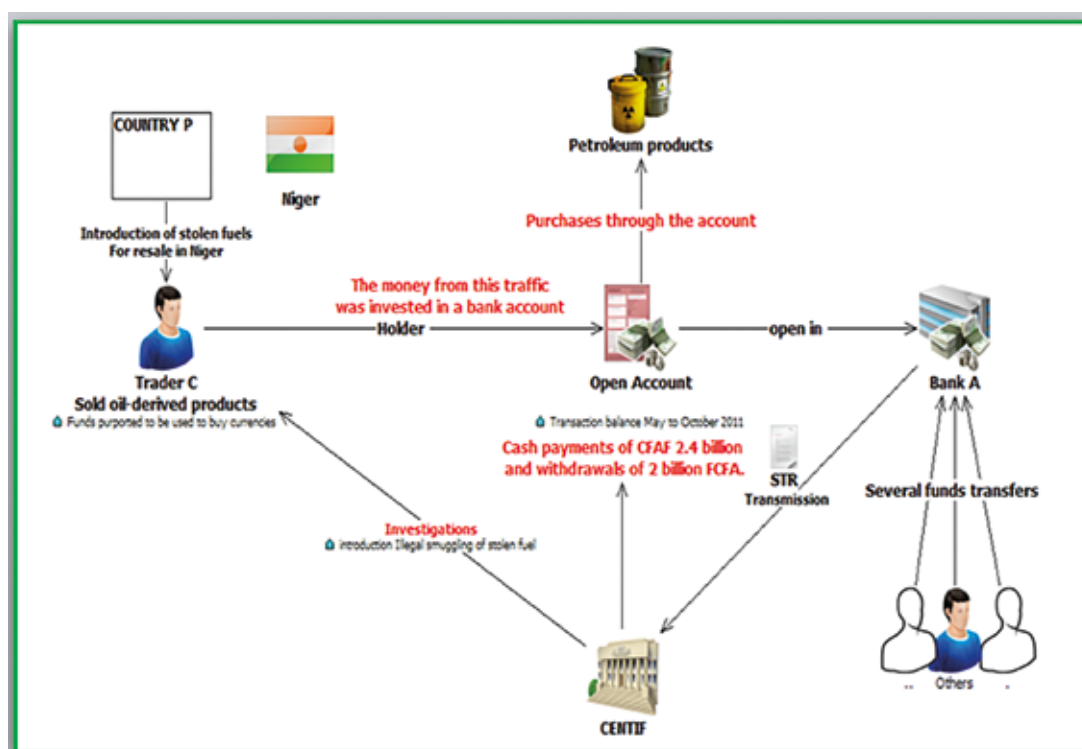 COUNTRY P
Niger
Petroleum products
Introduction of stolen fuels
For resale in Niger
Purchases through the account
The money from this traffic
was invested in a bank account
Holder
open in
Trader C
Sold oil-derived products
Funds purported to be used to buy currencies
Open Account
Bank A
Transaction balance May to October 2011
Cash payments of CFAF 2.4 billion
and withdrawals of 2 billion FCFA.
STR
Transmission
Several funds transfers
Investigations
introduction Illegal smuggling of stolen fuel
CENTIF
..
Others
.